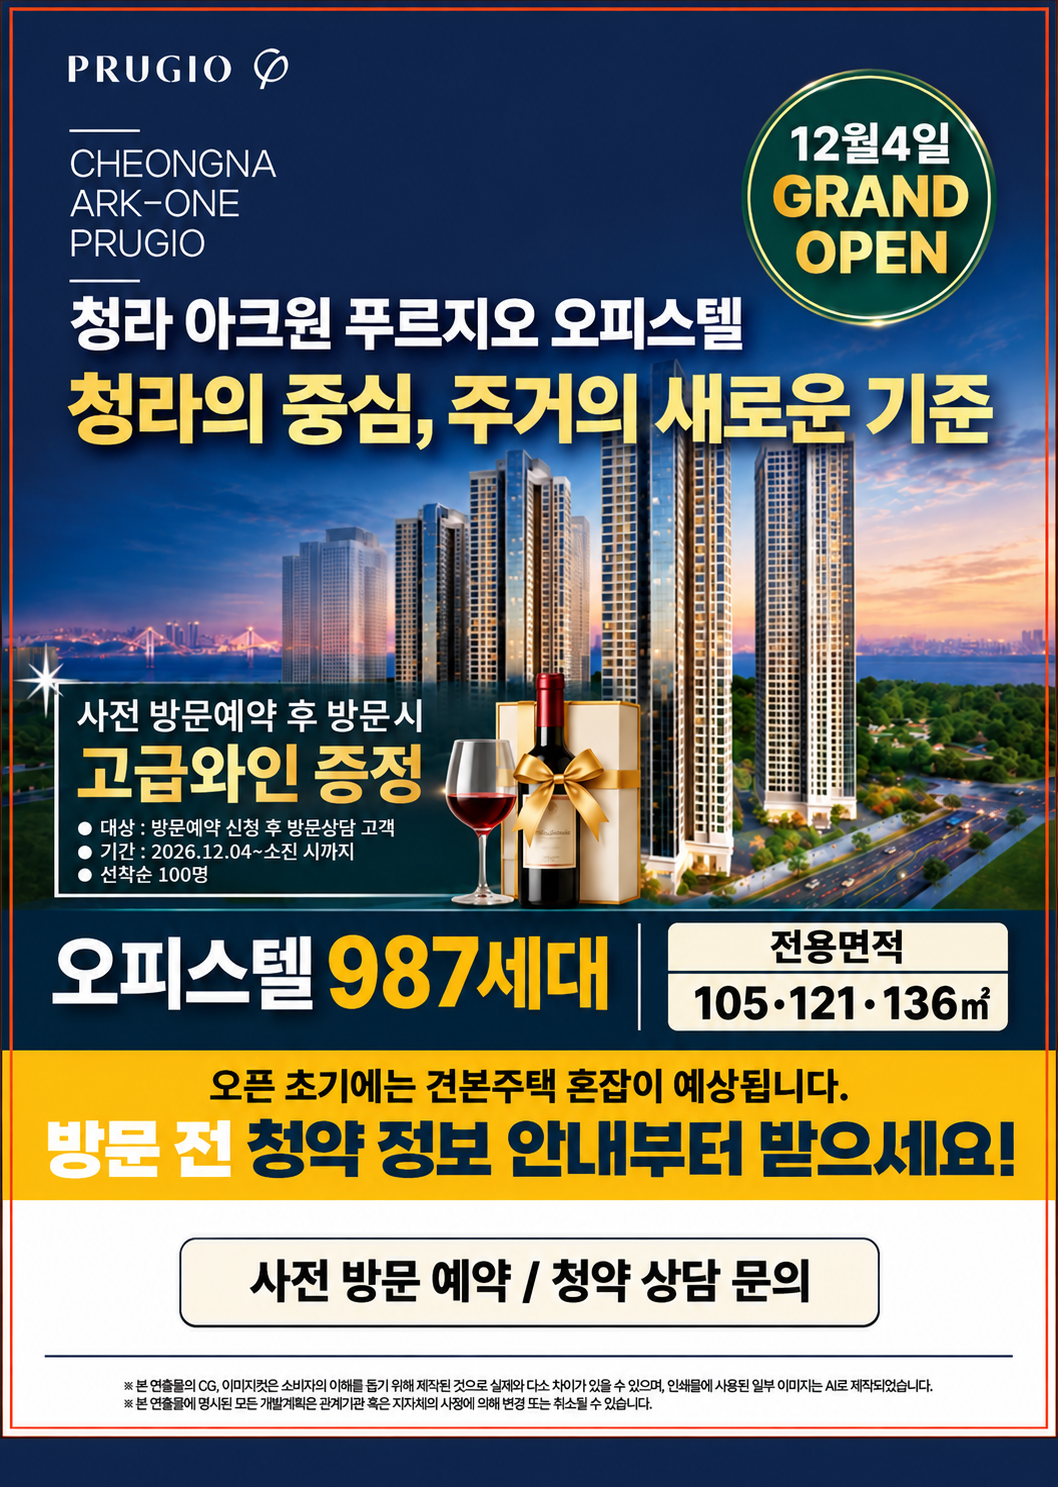 PRUGIO
CHEONGNA
ARK-ONE
PRUGIO
12월4일
GRAND
OPEN
청라 아크원 푸르지오 오피스텔
청라의 중심, 주거의 새로운 기준
사전 방문예약 후 방문시
고급와인 증정
● 대상 : 방문예약 신청 후 방문상담 고객
● 기간 : 2026.12.04~소진 시까지
● 선착순 100명
오피스텔 987세대
전용면적
105·121·136㎡
오픈 초기에는 견본주택 혼잡이 예상됩니다.
방문 전 청약 정보 안내부터 받으세요!
사전 방문 예약 / 청약 상담 문의
※ 본 연출물의 CG, 이미지컷은 소비자의 이해를 돕기 위해 제작된 것으로 실제와 다소 차이가 있을 수 있으며, 인쇄물에 사용된 일부 이미지는 AI로 제작되었습니다.
※ 본 연출물에 명시된 모든 개발계획은 관계기관 혹은 지자체의 사정에 의해 변경 또는 취소될 수 있습니다.